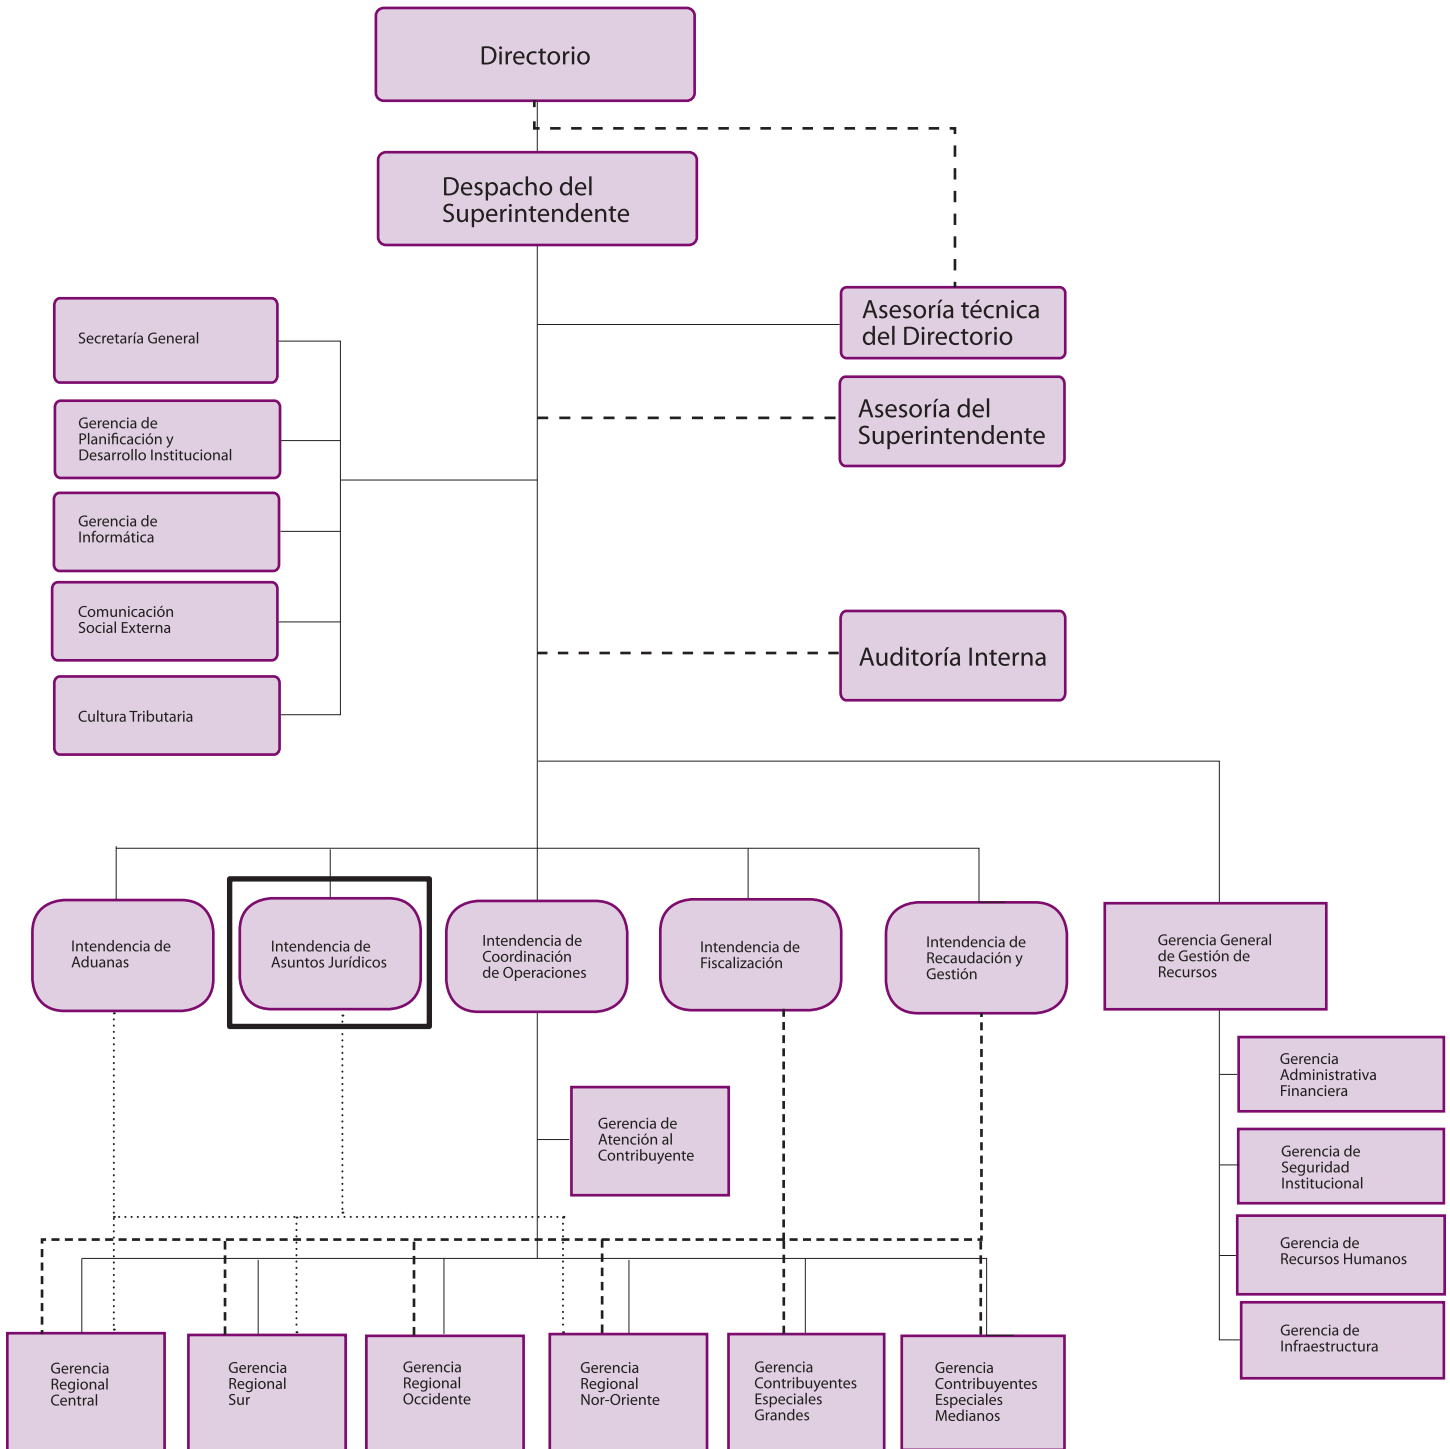 Directorio
Despacho del
Superintendente
Asesoría técnica
del Directorio
Asesoría del
Superintendente
Secretaría General
Gerencia de
Planificación y
Desarrollo Institucional
Gerencia de
Informática
Comunicación
Social Externa
Cultura Tributaria
Auditoría Interna
Intendencia de
Aduanas
Intendencia de
Asuntos Jurídicos
Intendencia de
Coordinación
de Operaciones
Intendencia de
Fiscalización
Intendencia de
Recaudación y
Gestión
Gerencia General
de Gestión de
Recursos
Gerencia
Administrativa
Financiera
Gerencia de
Seguridad
Institucional
Gerencia de
Recursos Humanos
Gerencia de
Infraestructura
Gerencia de
Atención al
Contribuyente
Gerencia
Regional
Central
Gerencia
Regional
Sur
Gerencia
Regional
Occidente
Gerencia
Regional
Nor-Oriente
Gerencia
Contribuyentes
Especiales
Grandes
Gerencia
Contribuyentes
Especiales
Medianos